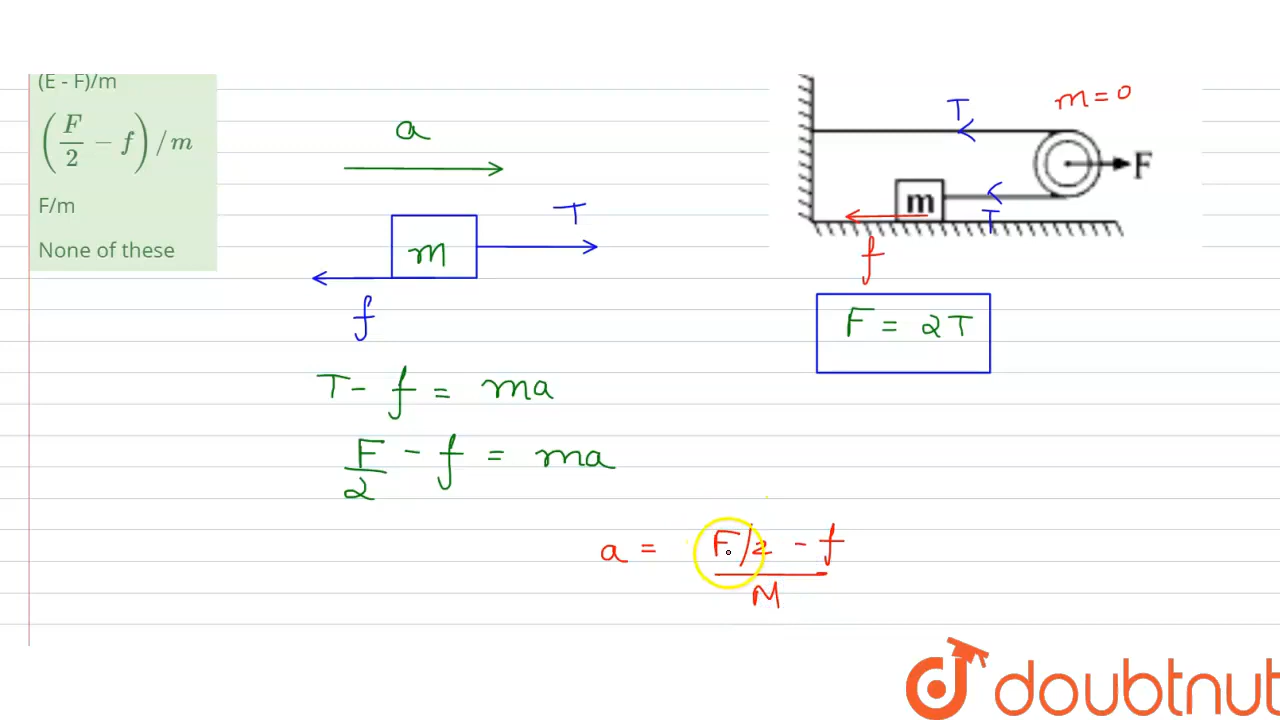 (E - F)/m
(F/2 - f)/m
F/m
None of these
a
m
T
f
T - f = ma
F/2 - f = ma
a = F/2 - f
M
m = 0
T
F
m
T
f
F = 2T
doubtnut